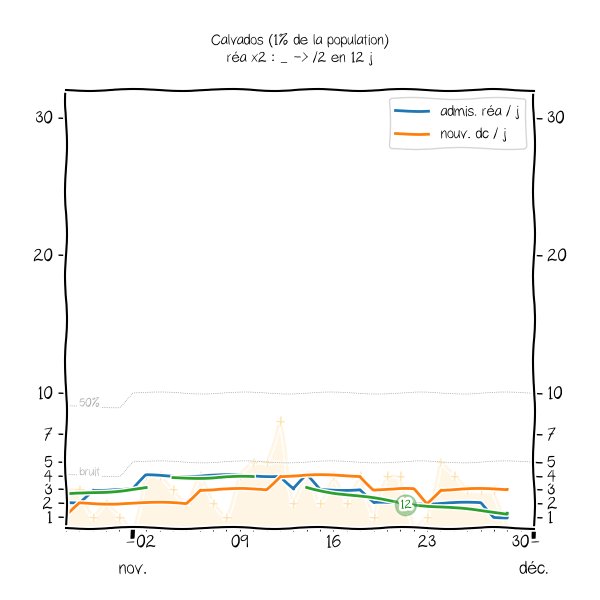 Calvados (1% de la population)
réa x2 : _ -> /2 en 12 j
admis. réa / j
nouv. dc / j
30 30
20 20
10 10
50%
7 7
5 5
bruit
4 4
3 3
2 2
12
1 1
02 09 16 23 30
nov. déc.